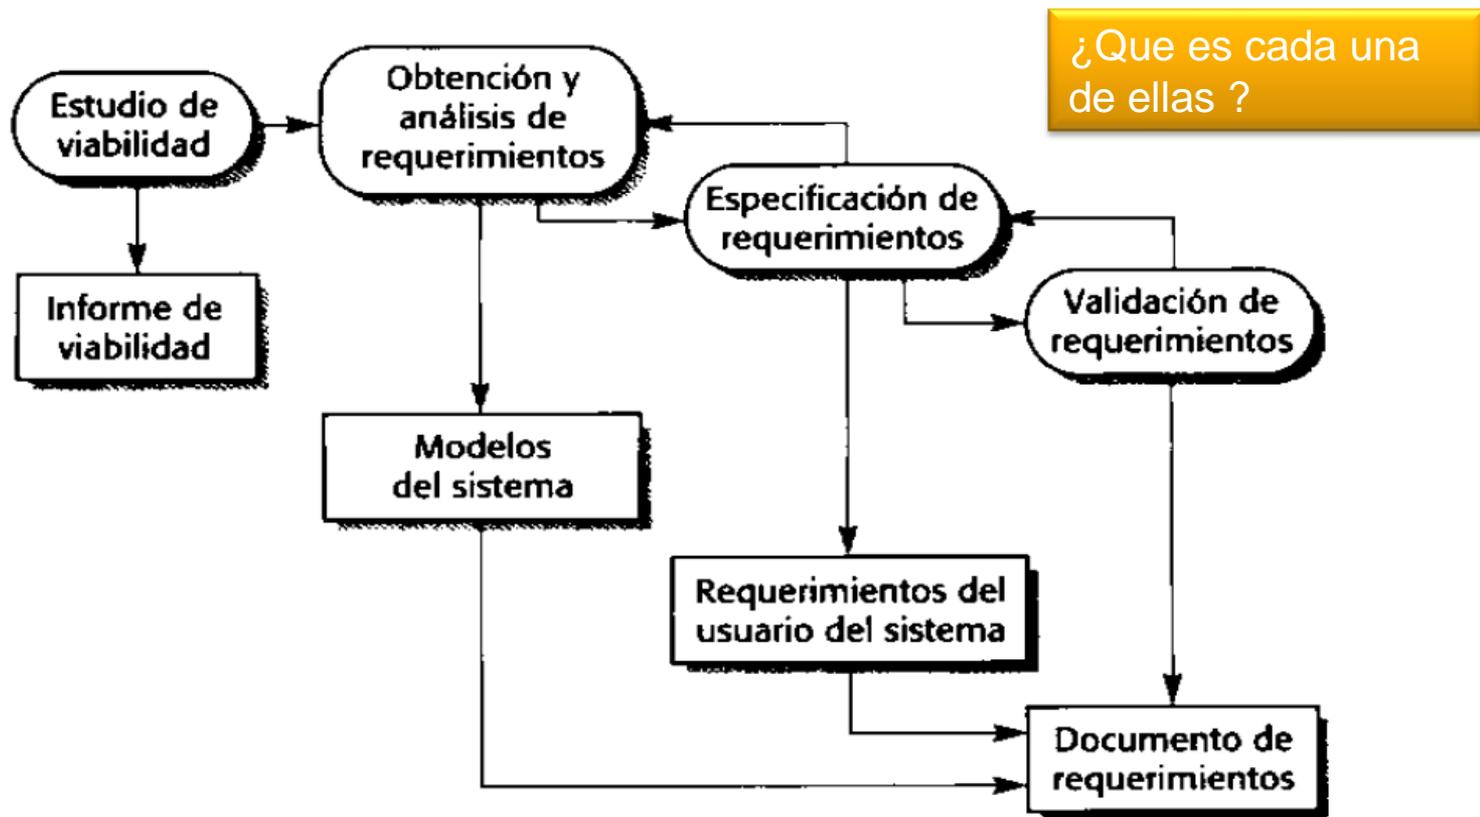 ¿Que es cada una
de ellas ?
Estudio de
viabilidad
Obtención y
análisis de
requerimientos
Especificación de
requerimientos
Informe de
viabilidad
Validación de
requerimientos
Modelos
del sistema
Requerimientos del
usuario del sistema
Documento de
requerimientos